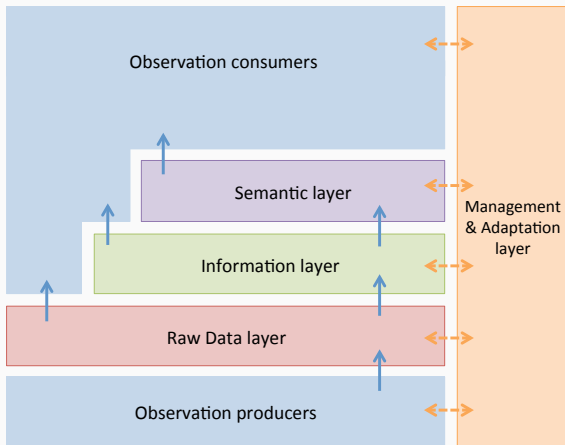 Observation consumers
Semantic layer
Management
& Adaptation
layer
Information layer
Raw Data layer
Observation producers